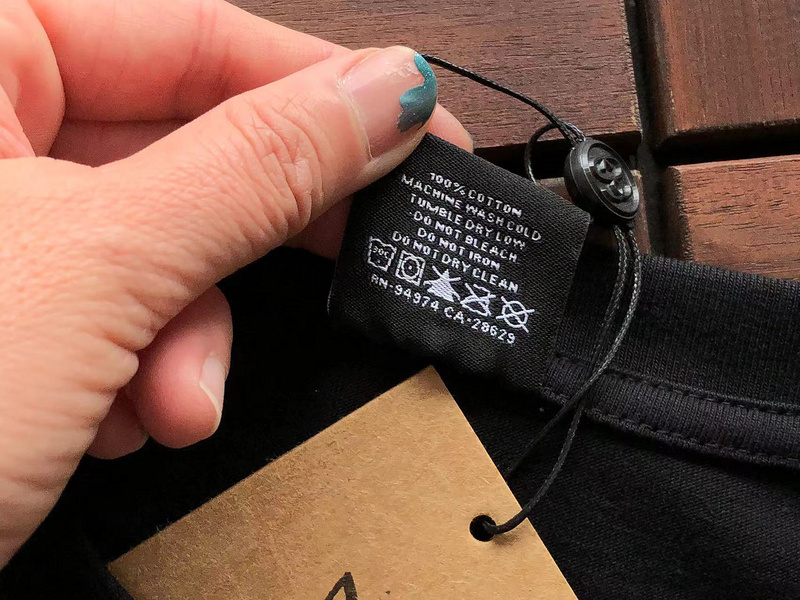 100% COTTON
MACHINE WASH COLD
TUMBLE DRY LOW
DO NOT BLEACH
DO NOT IRON
DO NOT DRY CLEAN
30C
RN-94974 CA-28629